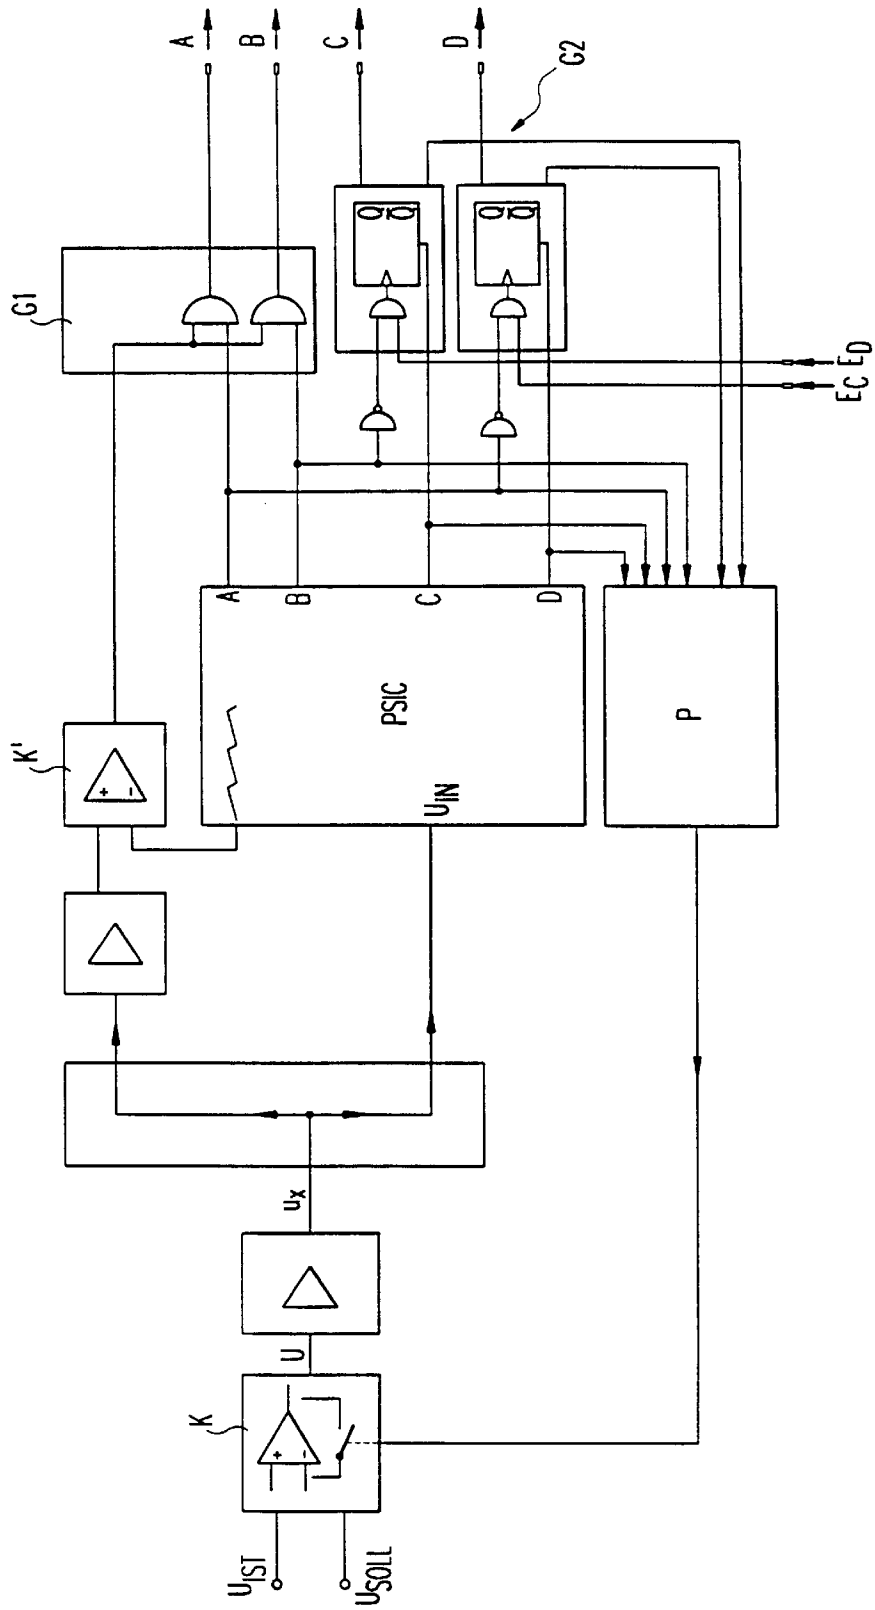 A
B
C
D
G1
G2
Q
Q̅
Q
Q̅
E_D
E_C
A
B
C
D
K'
+
-
PSIC
U_IN
P
u_x
U
K
+
-
U_IST
U_SOLL